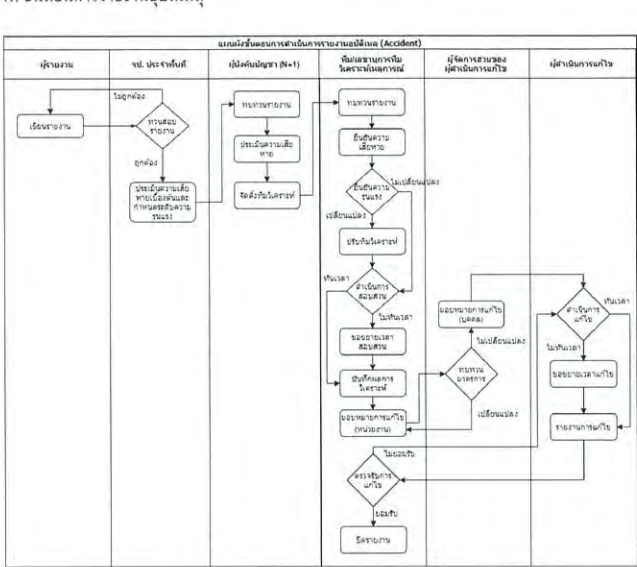 แผนผังขั้นตอนการดำเนินการรายงานอุบัติเหตุ (Accident)
ผู้รายงาน
จป. ประจำพื้นที่
ผู้บังคับบัญชา (N+1)
ทีม/เลขานุการทีม
วิเคราะห์เหตุการณ์
ผู้จัดการส่วนของ
ผู้ดำเนินการแก้ไข
ผู้ดำเนินการแก้ไข
ไม่ถูกต้อง
เขียนรายงาน
ทวนสอบ
รายงาน
ถูกต้อง
ประเมินความเสีย
หายเบื้องต้นและ
กำหนดระดับความ
รุนแรง
ทบทวนรายงาน
ประเมินความเสีย
หาย
จัดตั้งทีมวิเคราะห์
ทบทวนรายงาน
ยืนยันความ
เสียหาย
ยืนยันความ
รุนแรง
ไม่เปลี่ยนแปลง
เปลี่ยนแปลง
ปรับทีมวิเคราะห์
ทันเวลา
ดำเนินการ
สอบสวน
ไม่ทันเวลา
ขอขยายเวลา
สอบสวน
บันทึกผลการ
วิเคราะห์
มอบหมายการแก้ไข
(หน่วยงาน)
มอบหมายการแก้ไข
(บุคคล)
ไม่เปลี่ยนแปลง
ทบทวน
มาตรการ
เปลี่ยนแปลง
ดำเนินการ
แก้ไข
ทันเวลา
ไม่ทันเวลา
ขอขยายเวลาแก้ไข
รายงานการแก้ไข
ไม่ยอมรับ
ตรวจรับการ
แก้ไข
ยอมรับ
ปิดรายงาน